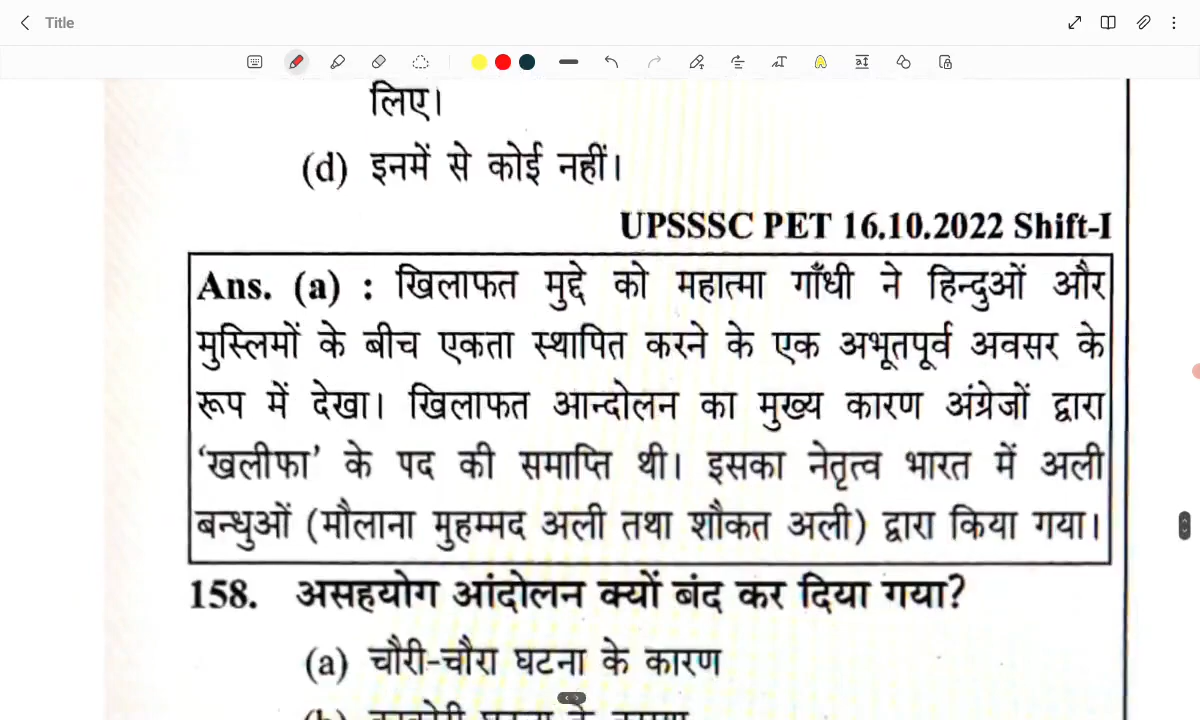 Title
लिए।
(d) इनमें से कोई नहीं।
UPSSSC PET 16.10.2022 Shift-I
Ans. (a) : खिलाफत मुद्दे को महात्मा गाँधी ने हिन्दुओं और
मुस्लिमों के बीच एकता स्थापित करने के एक अभूतपूर्व अवसर के
रूप में देखा। खिलाफत आन्दोलन का मुख्य कारण अंग्रेजों द्वारा
‘खलीफा’ के पद की समाप्ति थी। इसका नेतृत्व भारत में अली
बन्धुओं (मौलाना मुहम्मद अली तथा शौकत अली) द्वारा किया गया।
158. असहयोग आंदोलन क्यों बंद कर दिया गया?
(a) चौरी-चौरा घटना के कारण